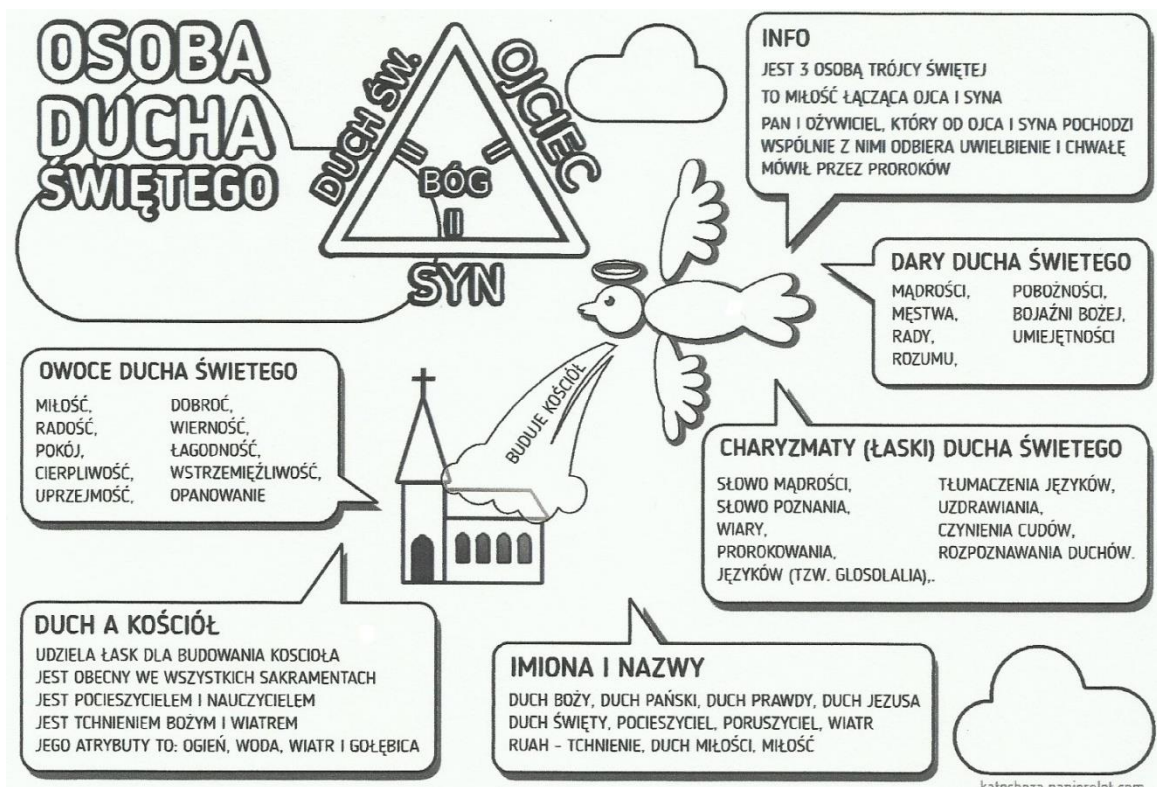 OSOBA
DUCHA
ŚWIĘTEGO
DUCH ŚW.
OJCIEC
BÓG
SYN
INFO
JEST 3 OSOBĄ TRÓJCY ŚWIĘTEJ
TO MIŁOŚĆ ŁĄCZĄCA OJCA I SYNA
PAN I OŻYWICIEL, KTÓRY OD OJCA I SYNA POCHODZI
WSPÓLNIE Z NIMI ODBIERA UWIELBIENIE I CHWAŁĘ
MÓWIŁ PRZEZ PROROKÓW
DARY DUCHA ŚWIETEGO
MĄDROŚCI,
MĘSTWA,
RADY,
ROZUMU,
POBOŻNOŚCI,
BOJAŹNI BOŻEJ,
UMIEJĘTNOŚCI
OWOCE DUCHA ŚWIETEGO
MIŁOŚĆ,
RADOŚĆ,
POKÓJ,
CIERPLIWOŚĆ,
UPRZEJMOŚĆ,
DOBROĆ,
WIERNOŚĆ,
ŁAGODNOŚĆ,
WSTRZEMIĘŹLIWOŚĆ,
OPANOWANIE
BUDUJE KOŚCIÓŁ
CHARYZMATY (ŁASKI) DUCHA ŚWIETEGO
SŁOWO MĄDROŚCI,
SŁOWO POZNANIA,
WIARY,
PROROKOWANIA,
JĘZYKÓW (TZW. GLOSOLALIA),.
TŁUMACZENIA JĘZYKÓW,
UZDRAWIANIA,
CZYNIENIA CUDÓW,
ROZPOZNAWANIA DUCHÓW.
DUCH A KOŚCIÓŁ
UDZIELA ŁASK DLA BUDOWANIA KOSCIOŁA
JEST OBECNY WE WSZYSTKICH SAKRAMENTACH
JEST POCIESZYCIELEM I NAUCZYCIELEM
JEST TCHNIENIEM BOŻYM I WIATREM
JEGO ATRYBUTY TO: OGIEŃ, WODA, WIATR I GOŁĘBICA
IMIONA I NAZWY
DUCH BOŻY, DUCH PAŃSKI, DUCH PRAWDY, DUCH JEZUSA
DUCH ŚWIĘTY, POCIESZYCIEL, PORUSZYCIEL, WIATR
RUAH – TCHNIENIE, DUCH MIŁOŚCI, MIŁOŚĆ